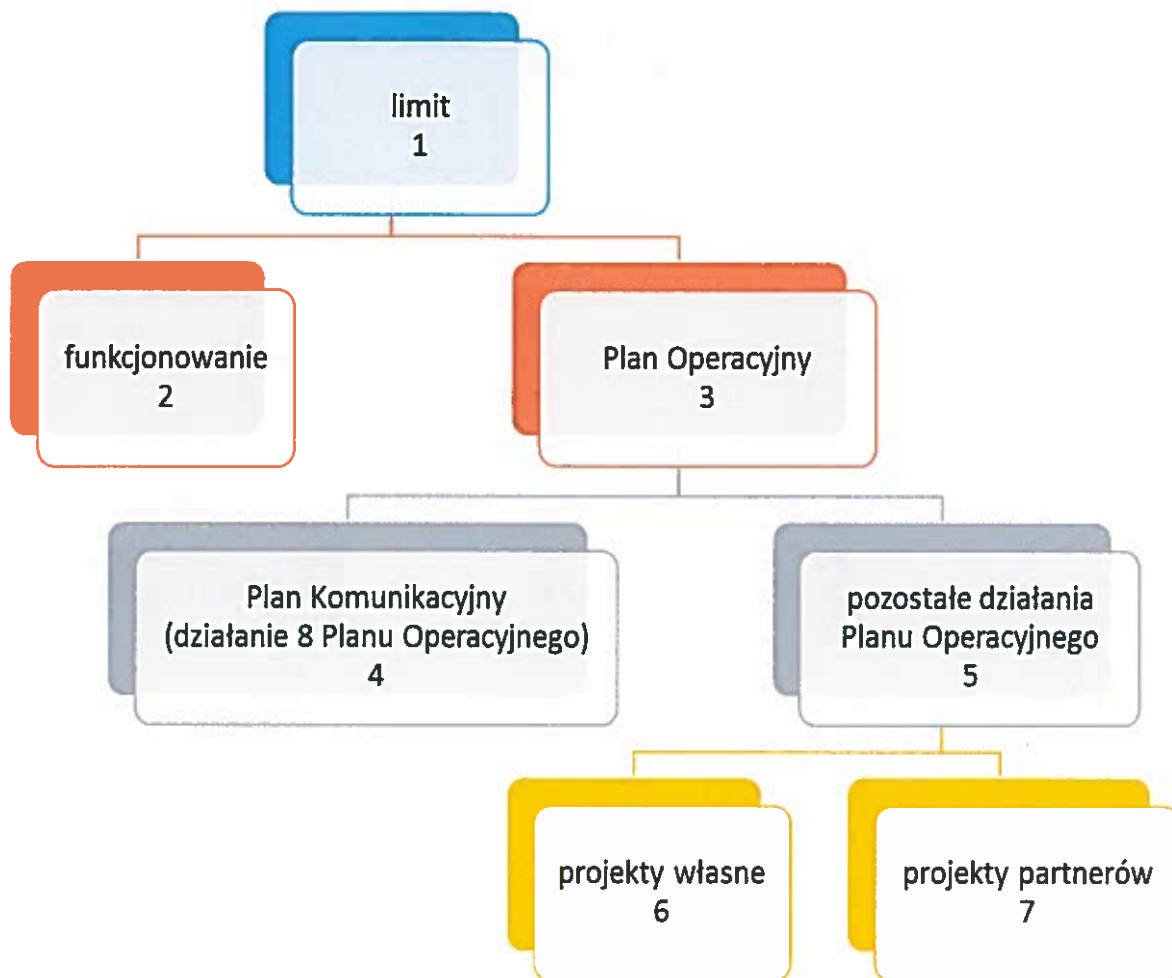 limit
1
funkcjonowanie
2
Plan Operacyjny
3
Plan Komunikacyjny
(działanie 8 Planu Operacyjnego)
4
pozostałe działania
Planu Operacyjnego
5
projekty własne
6
projekty partnerów
7